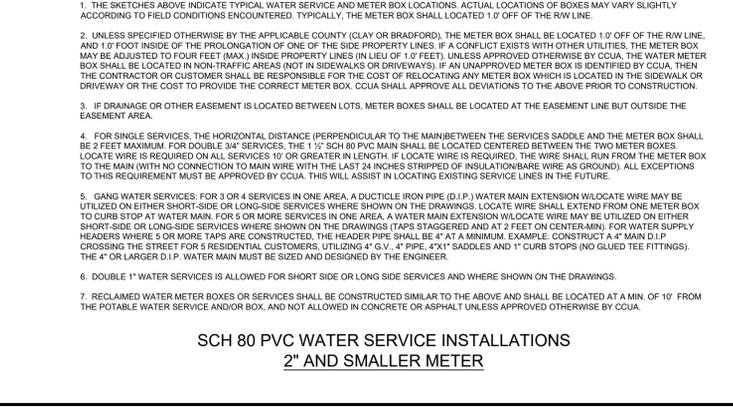 1. THE SKETCHES ABOVE INDICATE TYPICAL WATER SERVICE AND METER BOX LOCATIONS. ACTUAL LOCATIONS OF BOXES MAY VARY SLIGHTLY
ACCORDING TO FIELD CONDITIONS ENCOUNTERED. TYPICALLY, THE METER BOX SHALL LOCATED 1.0' OFF OF THE R/W LINE.
2. UNLESS SPECIFIED OTHERWISE BY THE APPLICABLE COUNTY (CLAY OR BRADFORD), THE METER BOX SHALL BE LOCATED 1.0' OFF OF THE R/W LINE,
AND 1.0' FOOT INSIDE OF THE PROLONGATION OF ONE OF THE SIDE PROPERTY LINES. IF A CONFLICT EXISTS WITH OTHER UTILITIES, THE METER BOX
MAY BE ADJUSTED TO FOUR FEET (MAX.) INSIDE PROPERTY LINES (IN LIEU OF 1.0' FEET). UNLESS APPROVED OTHERWISE BY CCUA, THE WATER METER
BOX SHALL BE LOCATED IN NON-TRAFFIC AREAS (NOT IN SIDEWALKS OR DRIVEWAYS). IF AN UNAPPROVED METER BOX IS IDENTIFIED BY CCUA, THEN
THE CONTRACTOR OR CUSTOMER SHALL BE RESPONSIBLE FOR THE COST OF RELOCATING ANY METER BOX WHICH IS LOCATED IN THE SIDEWALK OR
DRIVEWAY OR THE COST TO PROVIDE THE CORRECT METER BOX. CCUA SHALL APPROVE ALL DEVIATIONS TO THE ABOVE PRIOR TO CONSTRUCTION.
3. IF DRAINAGE OR OTHER EASEMENT IS LOCATED BETWEEN LOTS, METER BOXES SHALL BE LOCATED AT THE EASEMENT LINE BUT OUTSIDE THE
EASEMENT AREA.
4. FOR SINGLE SERVICES, THE HORIZONTAL DISTANCE (PERPENDICULAR TO THE MAIN)BETWEEN THE SERVICES SADDLE AND THE METER BOX SHALL
BE 2 FEET MAXIMUM. FOR DOUBLE 3/4" SERVICES, THE 1 ½" SCH 80 PVC MAIN SHALL BE LOCATED CENTERED BETWEEN THE TWO METER BOXES.
LOCATE WIRE IS REQUIRED ON ALL SERVICES 10' OR GREATER IN LENGTH. IF LOCATE WIRE IS REQUIRED, THE WIRE SHALL RUN FROM THE METER BOX
TO THE MAIN (WITH NO CONNECTION TO MAIN WIRE WITH THE LAST 24 INCHES STRIPPED OF INSULATION/BARE WIRE AS GROUND). ALL EXCEPTIONS
TO THIS REQUIREMENT MUST BE APPROVED BY CCUA. THIS WILL ASSIST IN LOCATING EXISTING SERVICE LINES IN THE FUTURE.
5. GANG WATER SERVICES: FOR 3 OR 4 SERVICES IN ONE AREA, A DUCTICLE IRON PIPE (D.I.P.) WATER MAIN EXTENSION W/LOCATE WIRE MAY BE
UTILIZED ON EITHER SHORT-SIDE OR LONG-SIDE SERVICES WHERE SHOWN ON THE DRAWINGS. LOCATE WIRE SHALL EXTEND FROM ONE METER BOX
TO CURB STOP AT WATER MAIN. FOR 5 OR MORE SERVICES IN ONE AREA, A WATER MAIN EXTENSION W/LOCATE WIRE MAY BE UTILIZED ON EITHER
SHORT-SIDE OR LONG-SIDE SERVICES WHERE SHOWN ON THE DRAWINGS (TAPS STAGGERED AND AT 2 FEET ON CENTER-MIN). FOR WATER SUPPLY
HEADERS WHERE 5 OR MORE TAPS ARE CONSTRUCTED, THE HEADER PIPE SHALL BE 4" AT A MINIMUM. EXAMPLE: CONSTRUCT A 4" MAIN D.I.P
CROSSING THE STREET FOR 5 RESIDENTIAL CUSTOMERS, UTILIZING 4" G.V., 4" PIPE, 4"X1" SADDLES AND 1" CURB STOPS (NO GLUED TEE FITTINGS).
THE 4" OR LARGER D.I.P. WATER MAIN MUST BE SIZED AND DESIGNED BY THE ENGINEER.
6. DOUBLE 1" WATER SERVICES IS ALLOWED FOR SHORT SIDE OR LONG SIDE SERVICES AND WHERE SHOWN ON THE DRAWINGS.
7. RECLAIMED WATER METER BOXES OR SERVICES SHALL BE CONSTRUCTED SIMILAR TO THE ABOVE AND SHALL BE LOCATED AT A MIN. OF 10' FROM
THE POTABLE WATER SERVICE AND/OR BOX, AND NOT ALLOWED IN CONCRETE OR ASPHALT UNLESS APPROVED OTHERWISE BY CCUA.
SCH 80 PVC WATER SERVICE INSTALLATIONS
2" AND SMALLER METER